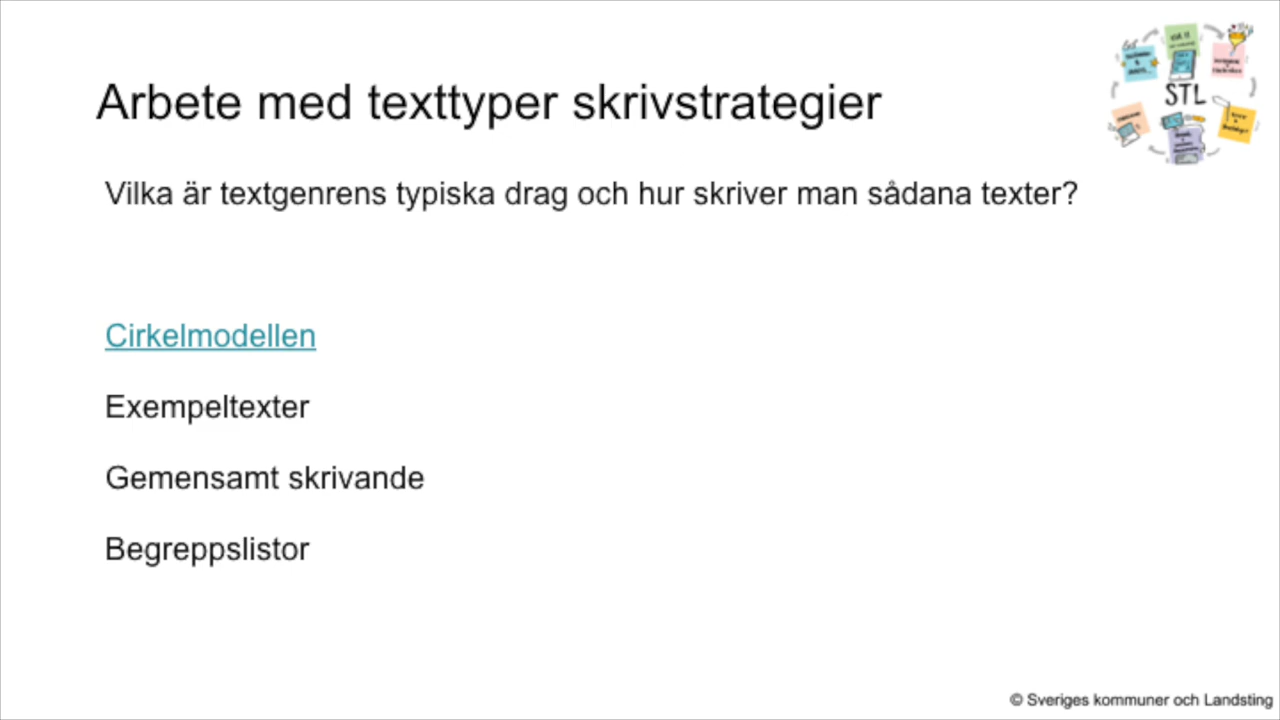 Arbete med texttyper skrivstrategier
STL
Vilka är textgenrens typiska drag och hur skriver man sådana texter?
Cirkelmodellen
Exempeltexter
Gemensamt skrivande
Begreppslistor
© Sveriges kommuner och Landsting